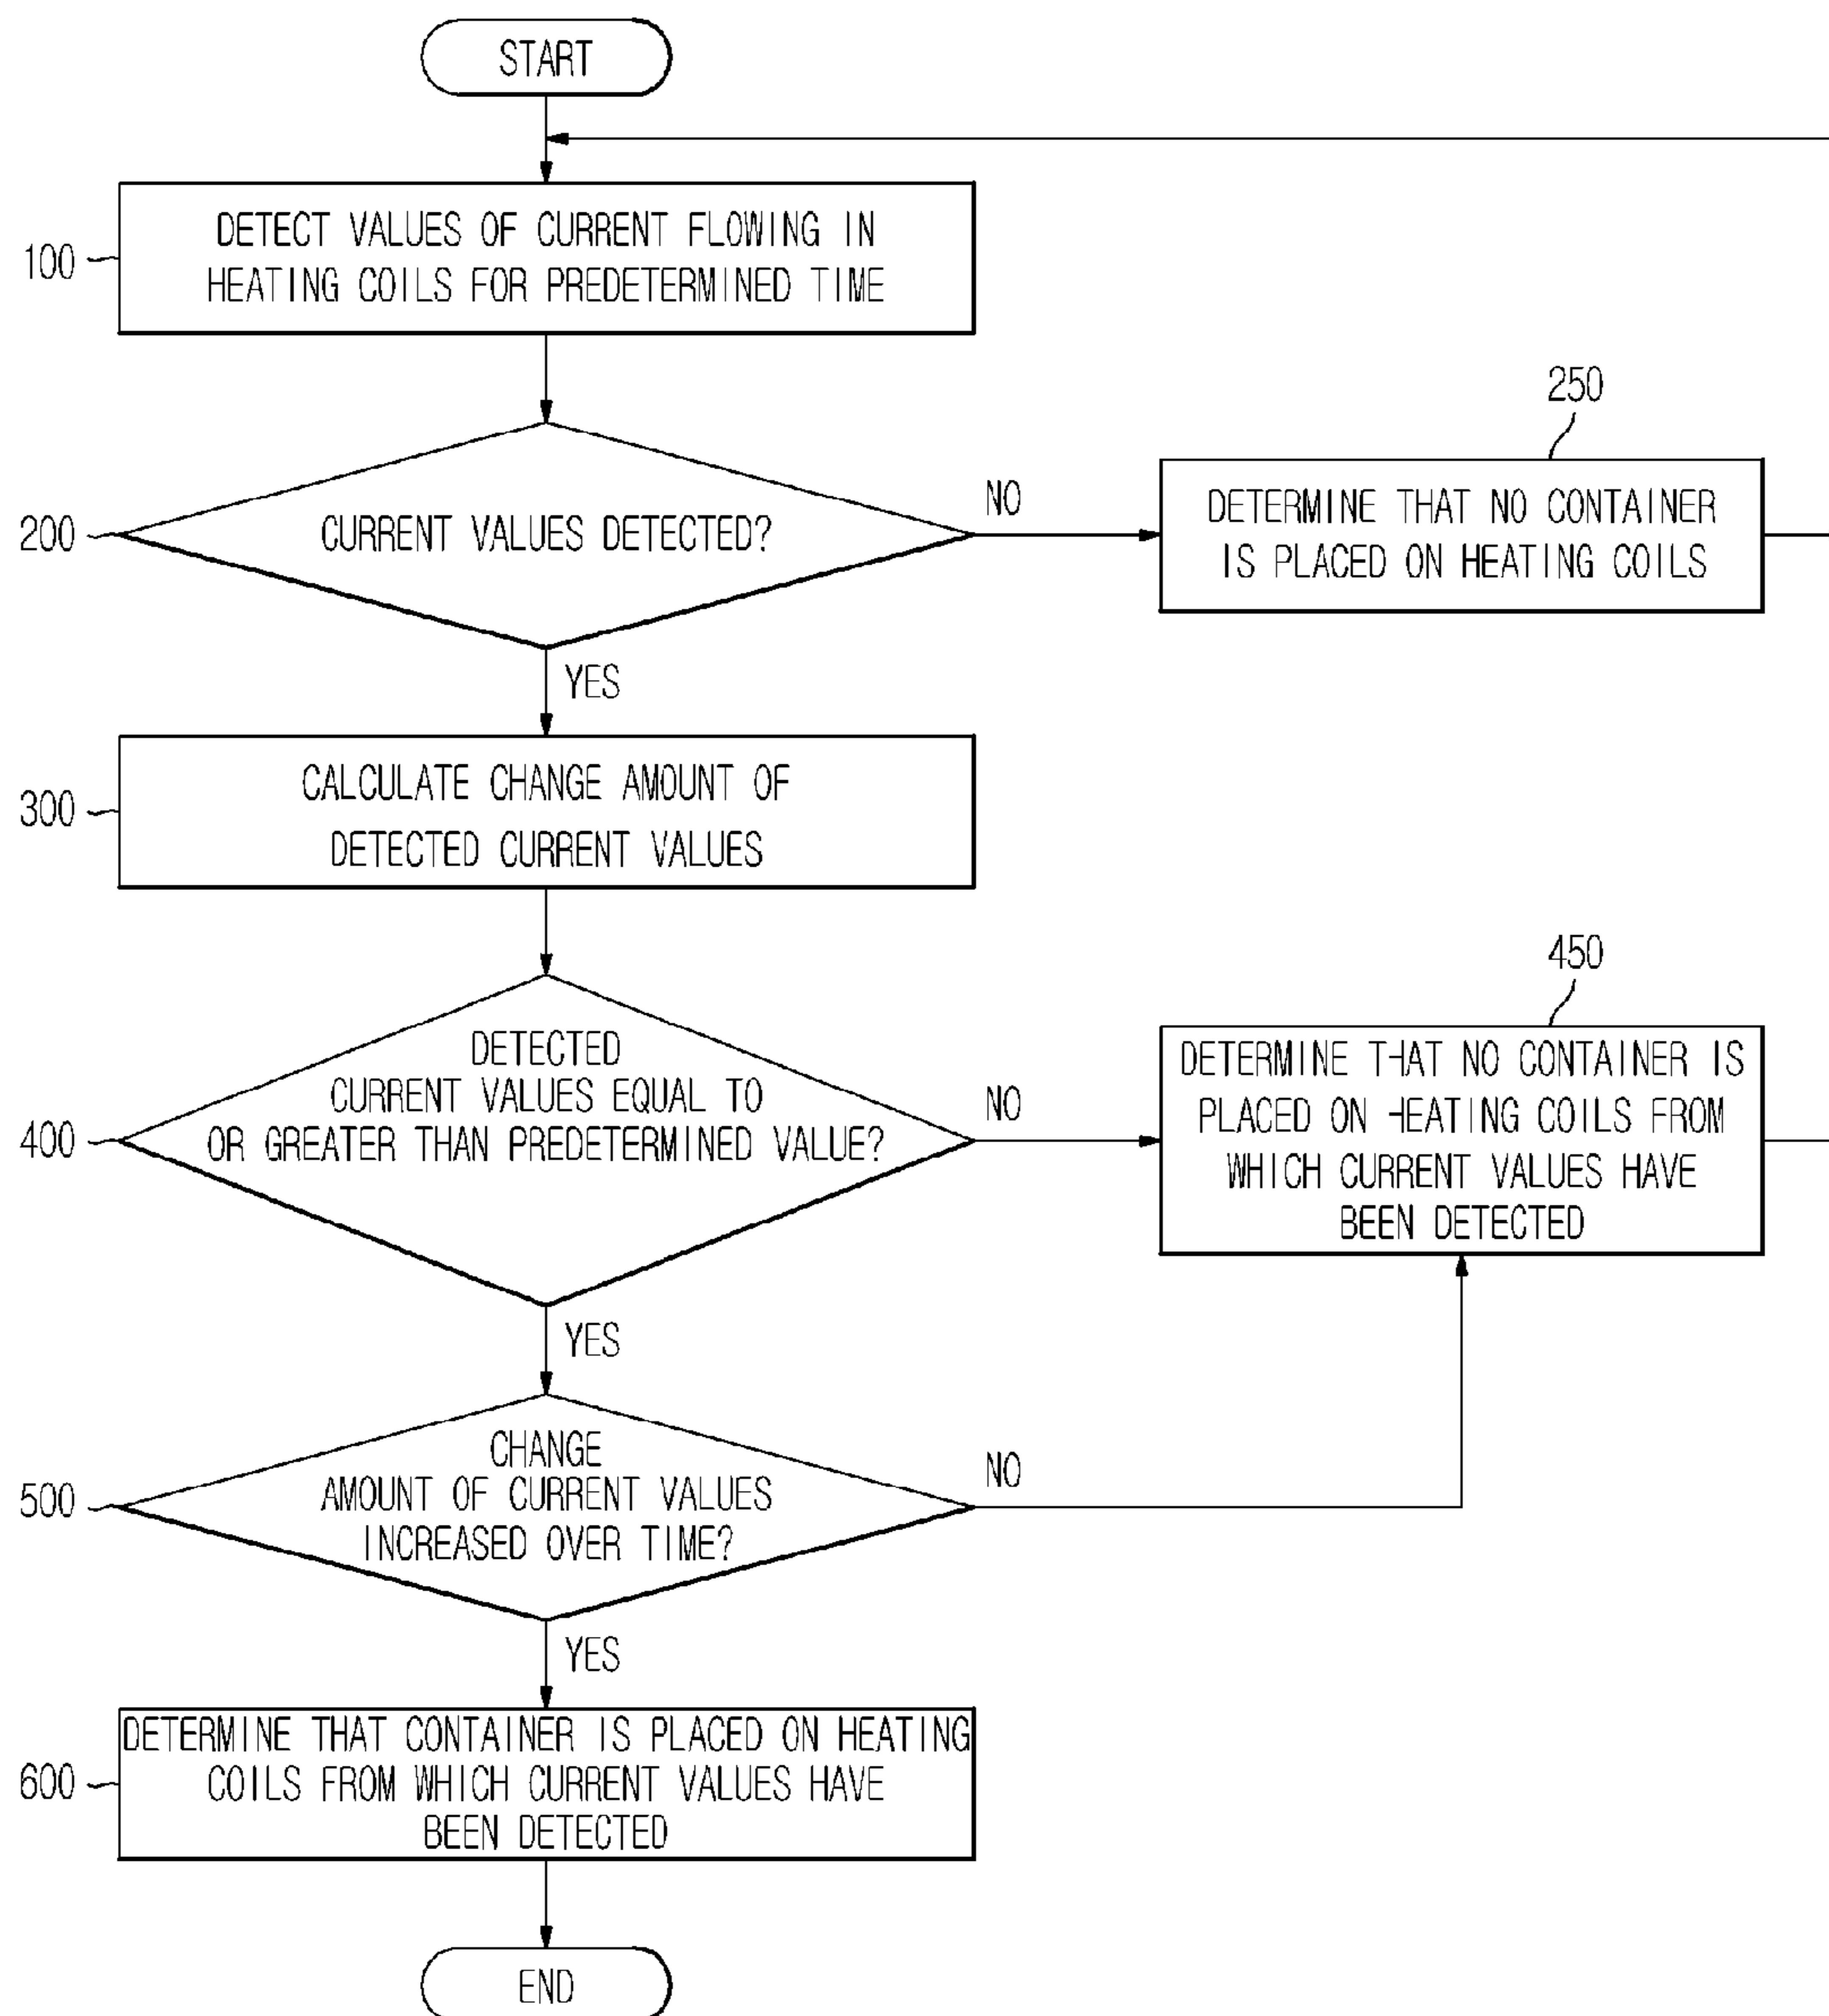 START
100
DETECT VALUES OF CURRENT FLOWING IN
HEATING COILS FOR PREDETERMINED TIME
200
CURRENT VALUES DETECTED?
NO
250
DETERMINE THAT NO CONTAINER
IS PLACED ON HEATING COILS
YES
300
CALCULATE CHANGE AMOUNT OF
DETECTED CURRENT VALUES
400
DETECTED
CURRENT VALUES EQUAL TO
OR GREATER THAN PREDETERMINED VALUE?
NO
450
DETERMINE THAT NO CONTAINER IS
PLACED ON HEATING COILS FROM
WHICH CURRENT VALUES HAVE
BEEN DETECTED
YES
500
CHANGE
AMOUNT OF CURRENT VALUES
INCREASED OVER TIME?
NO
YES
600
DETERMINE THAT CONTAINER IS PLACED ON HEATING
COILS FROM WHICH CURRENT VALUES HAVE
BEEN DETECTED
END